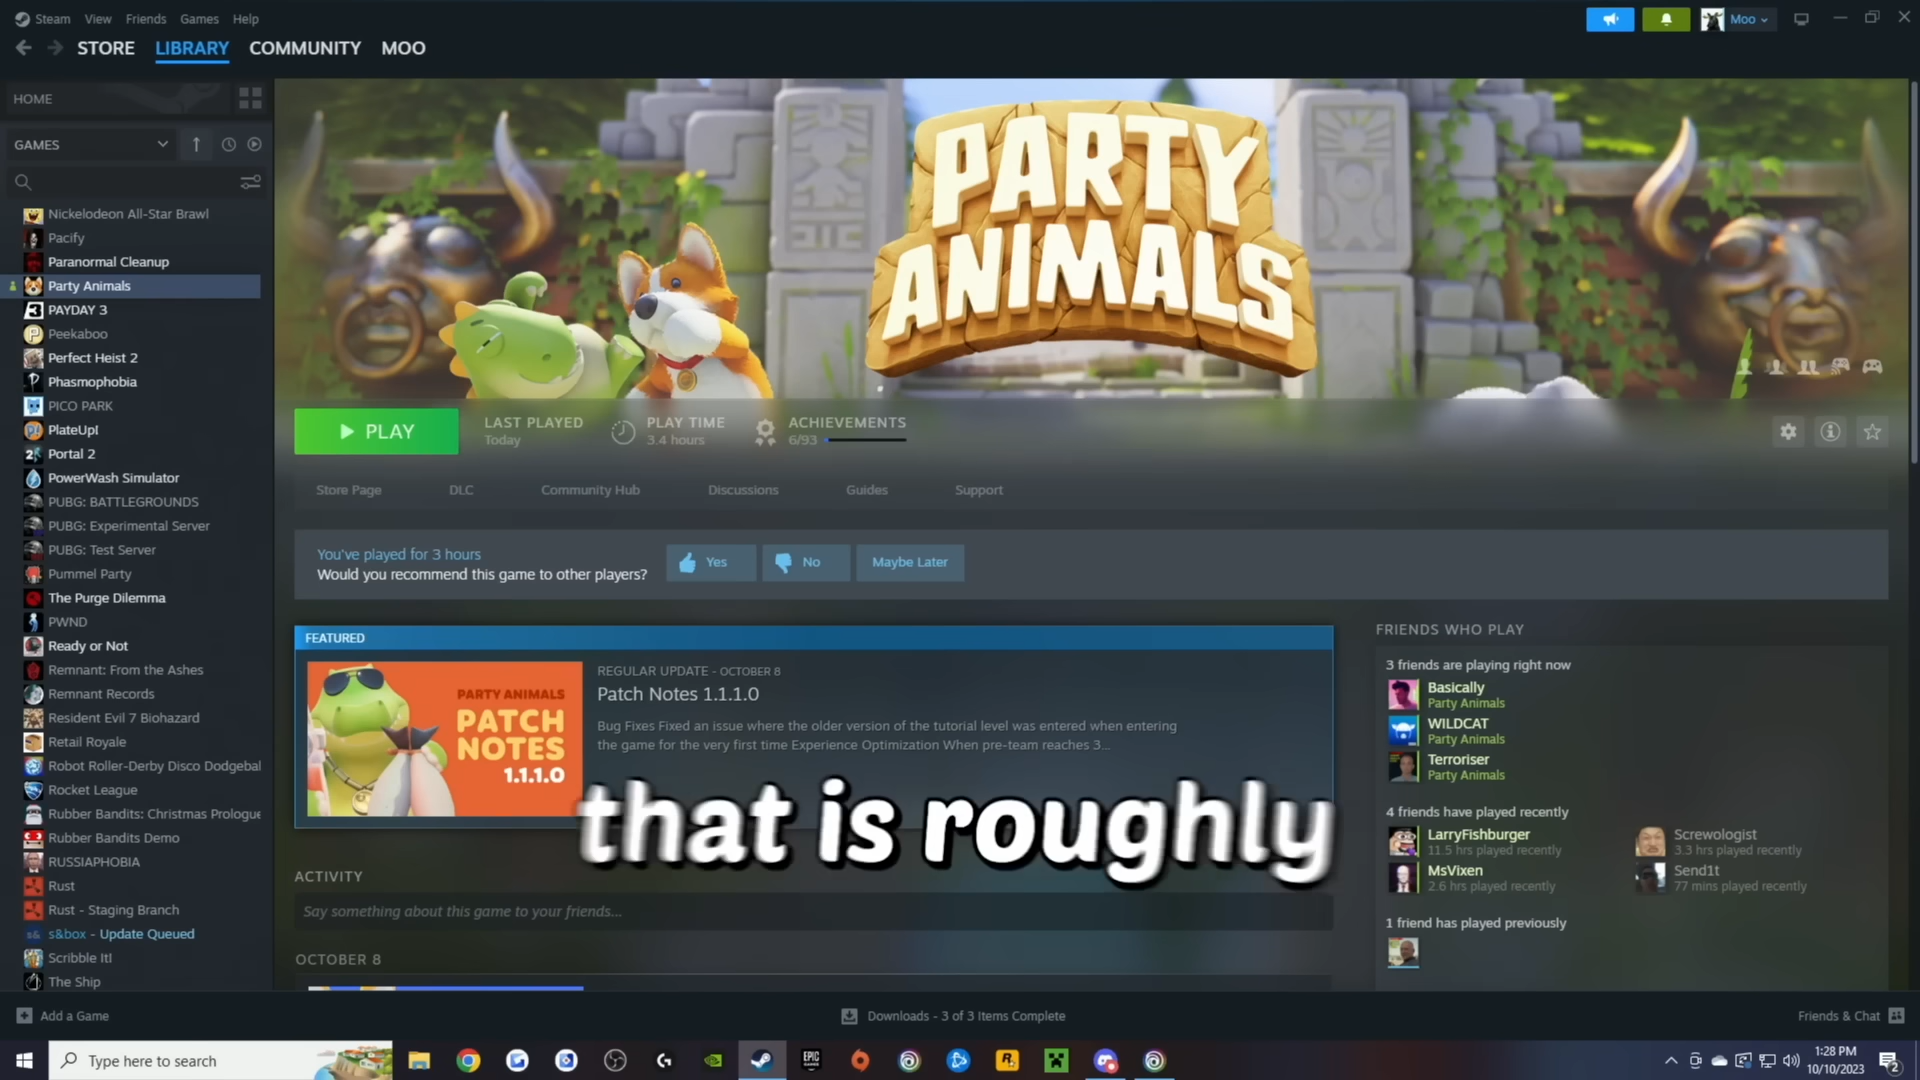 Steam View Friends Games Help
Moo
STORE LIBRARY COMMUNITY MOO
HOME
GAMES
Nickelodeon All-Star Brawl
Pacify
Paranormal Cleanup
Party Animals
PAYDAY 3
Peekaboo
Perfect Heist 2
Phasmophobia
PICO PARK
PlateUp!
Portal 2
PowerWash Simulator
PUBG: BATTLEGROUNDS
PUBG: Experimental Server
PUBG: Test Server
Pummel Party
The Purge Dilemma
PWND
Ready or Not
Remnant: From the Ashes
Remnant Records
Resident Evil 7 Biohazard
Retail Royale
Robot Roller-Derby Disco Dodgebal
Rocket League
Rubber Bandits: Christmas Prologue
Rubber Bandits Demo
RUSSIAPHOBIA
Rust
Rust - Staging Branch
s&box - Update Queued
Scribble It!
The Ship
PARTY
ANIMALS
PLAY
LAST PLAYED
Today
PLAY TIME
3.4 hours
ACHIEVEMENTS
6/93
Store Page DLC Community Hub Discussions Guides Support
You've played for 3 hours
Would you recommend this game to other players?
Yes No Maybe Later
FEATURED
PARTY ANIMALS
PATCH
NOTES
1.1.1.0
REGULAR UPDATE - OCTOBER 8
Patch Notes 1.1.1.0
Bug Fixes Fixed an issue where the older version of the tutorial level was entered when entering
the game for the very first time Experience Optimization When pre-team reaches 3...
that is roughly
ACTIVITY
Say something about this game to your friends...
OCTOBER 8
FRIENDS WHO PLAY
3 friends are playing right now
Basically
Party Animals
WILDCAT
Party Animals
Terroriser
Party Animals
4 friends have played recently
LarryFishburger
11.5 hrs played recently
Screwologist
3.3 hrs played recently
MsVixen
2.6 hrs played recently
Send1t
77 mins played recently
1 friend has played previously
Add a Game
Downloads - 3 of 3 Items Complete
Friends & Chat
Type here to search
EPIC
GAMES
1:28 PM
10/10/2023
2